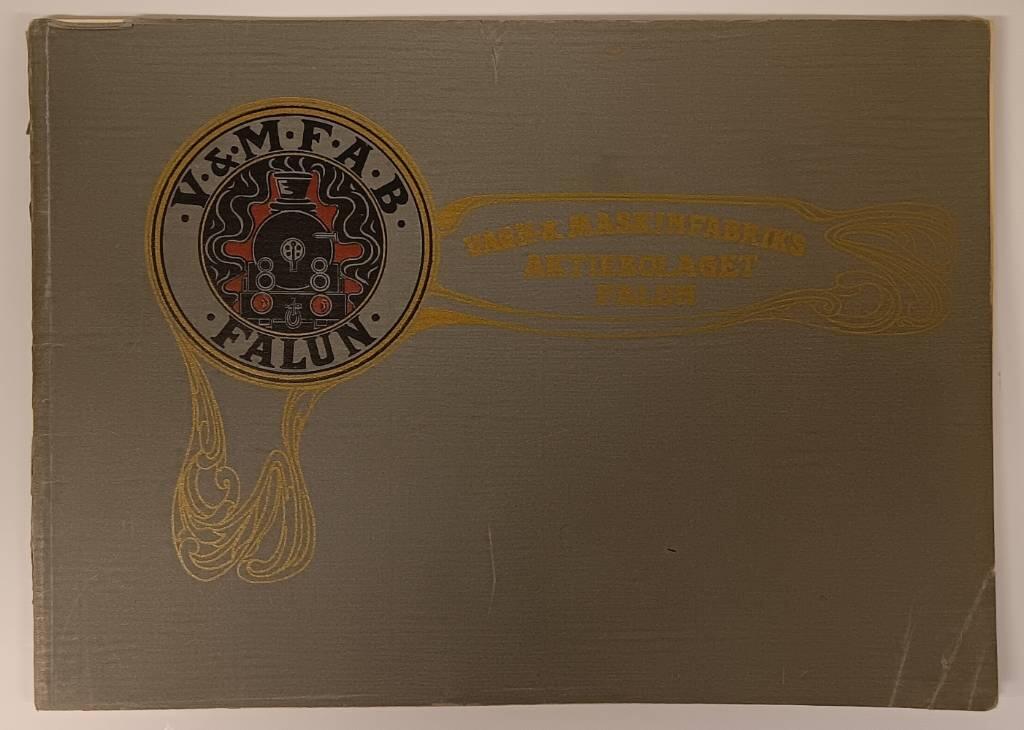 V·&·M·F·A·B·
·FALUN·
VAGN-& MASKINFABRIKS
AKTIEBOLAGET
FALUN